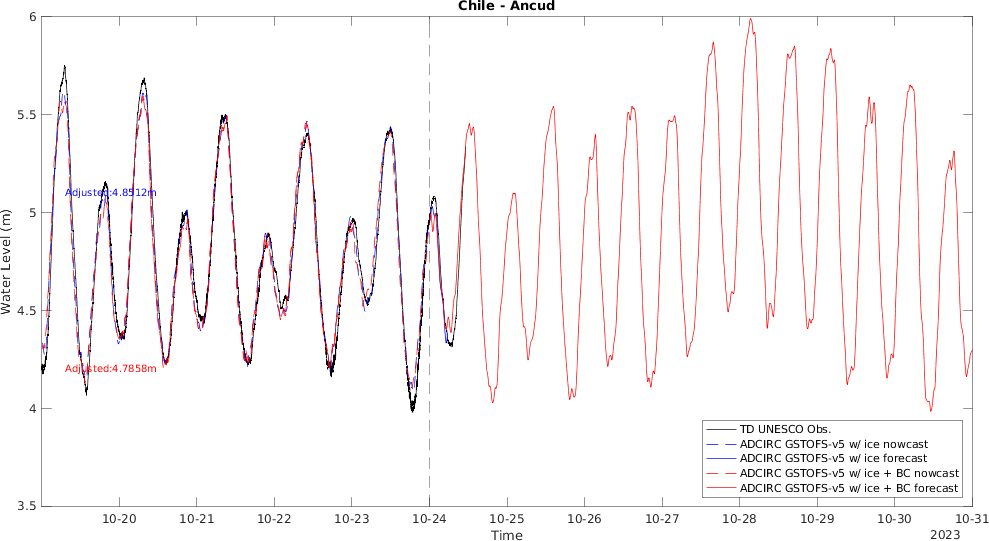 Chile - Ancud
6
5.5
5
4.5
4
3.5
Water Level (m)
Adjusted:4.8512m
Adjusted:4.7858m
TD UNESCO Obs.
ADCIRC GSTOFS-v5 w/ ice nowcast
ADCIRC GSTOFS-v5 w/ ice forecast
ADCIRC GSTOFS-v5 w/ ice + BC nowcast
ADCIRC GSTOFS-v5 w/ ice + BC forecast
10-20 10-21 10-22 10-23 10-24 10-25 10-26 10-27 10-28 10-29 10-30 10-31
Time
2023